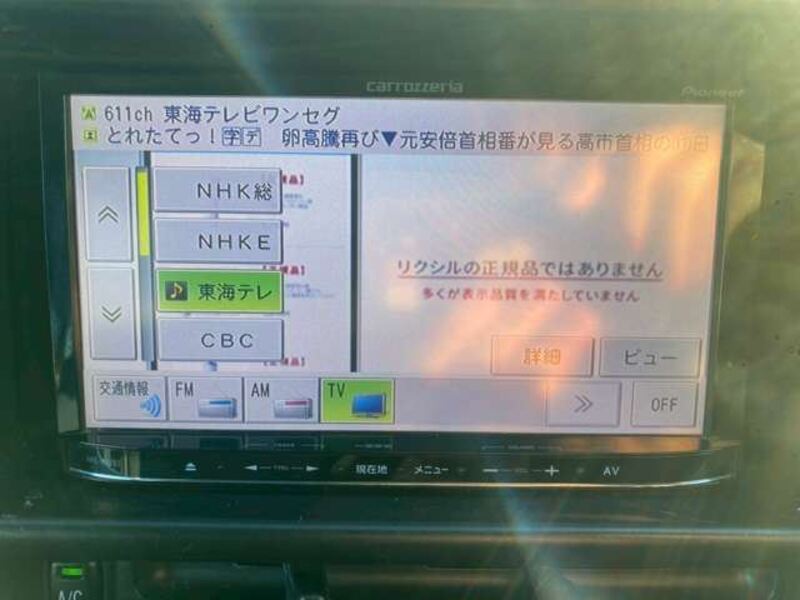 carrozzeria
Pioneer
611ch 東海テレビワンセグ
とれたてっ！字デ 卵高騰再び▼元安倍首相番が見る高市首相の
NHK総
NHKE
東海テレ
CBC
リクシルの正規品ではありません
多くが表示品質を満たしていません
詳細
ビュー
交通情報
FM
AM
TV
OFF
現在地
メニュー
AV
A/C